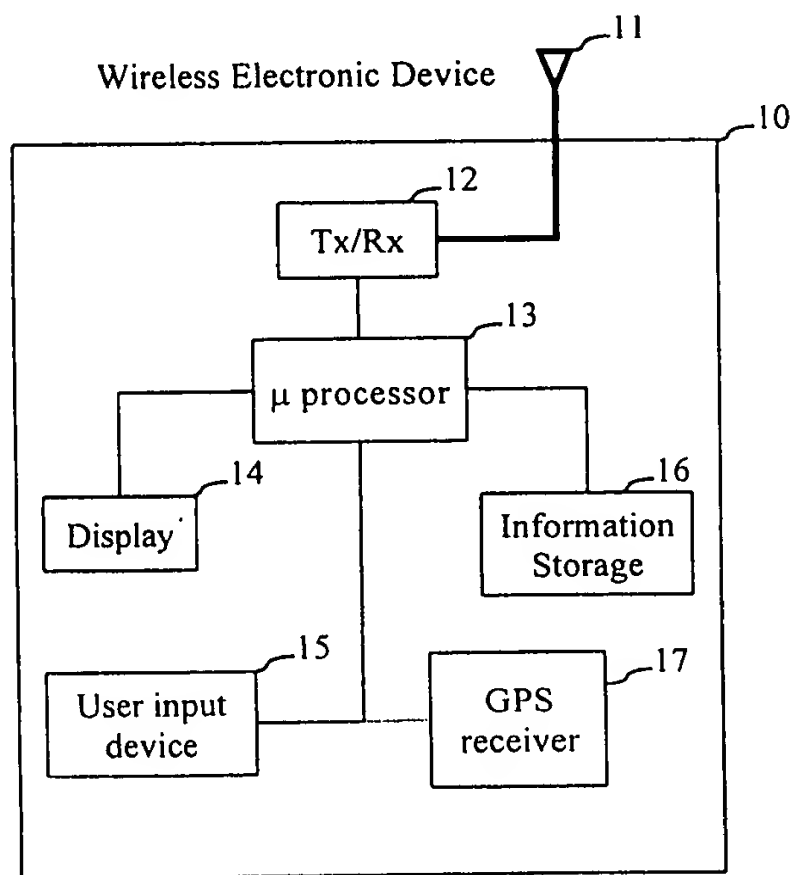 11
Wireless Electronic Device
10
12
Tx/Rx
13
μ processor
14
Display
16
Information
Storage
15
User input
device
17
GPS
receiver